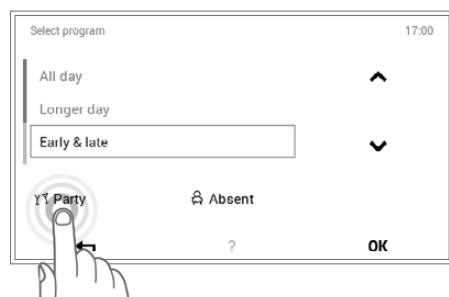 Select program 17:00
All day
Longer day
Early & late
Party Absent
? OK